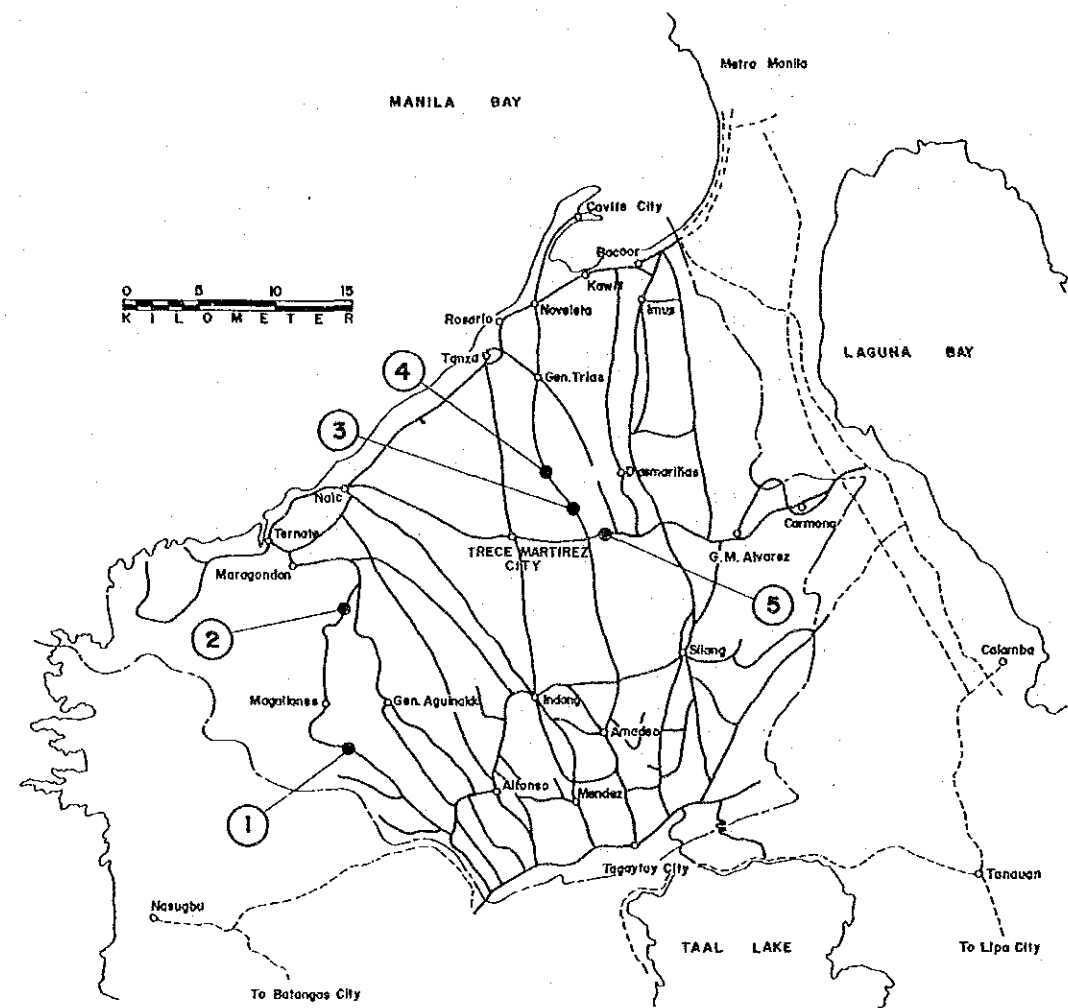 Metro Manila
MANILA BAY
Cavite City
Bacoor
Kawit
0 5 10 15
KILOMETER
Noveleta
Imus
Rosario
LAGUNA BAY
Tanza
4
Gen. Trias
3
Dasmariñas
Naic
Carmona
Ternate
TRECE MARTIREZ
CITY
G.M. Alvarez
Maragondon
5
2
Silang
Calamba
Magallanes
Gen. Aguinaldo
Indang
Amadeo
1
Alfonso
Mendez
Tagaytay City
Tanauan
Nasugbu
TAAL LAKE
To Lipa City
To Batangas City